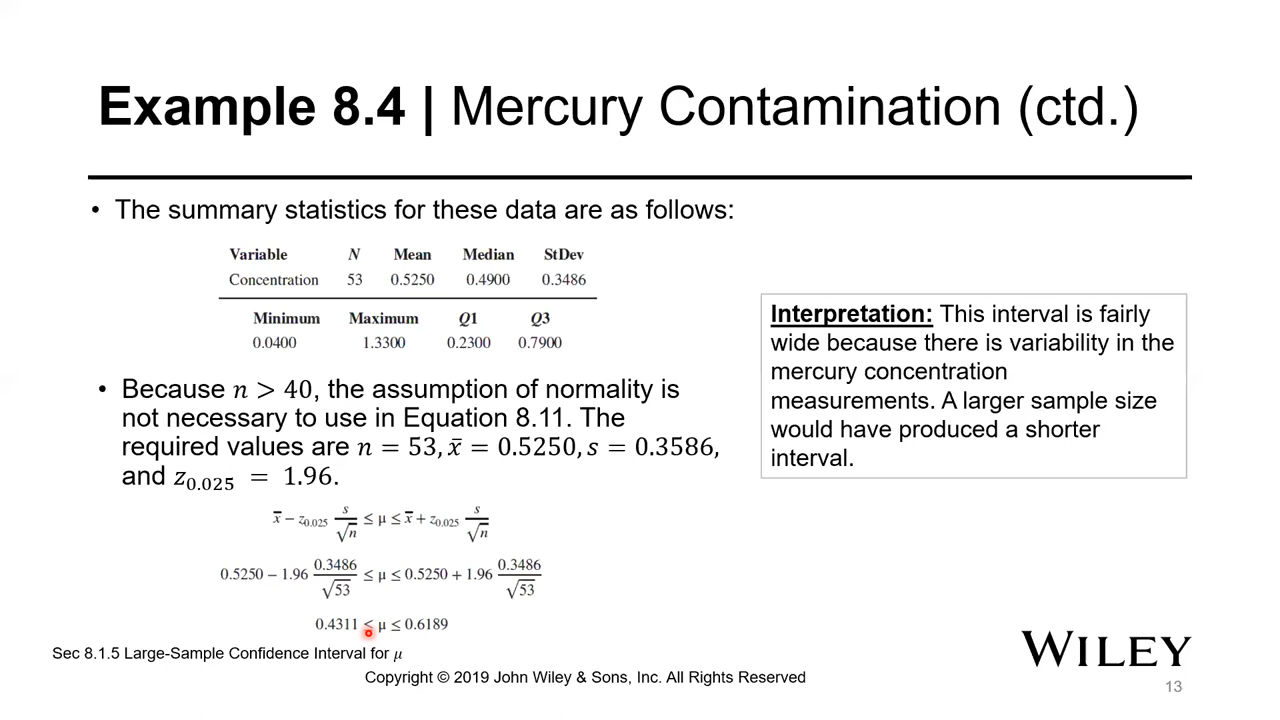 Example 8.4 | Mercury Contamination (ctd.)
• The summary statistics for these data are as follows:
Variable N Mean Median StDev
Concentration 53 0.5250 0.4900 0.3486
Minimum Maximum Q1 Q3
0.0400 1.3300 0.2300 0.7900
• Because n > 40, the assumption of normality is
not necessary to use in Equation 8.11. The
required values are n = 53, x̄ = 0.5250, s = 0.3586,
and z₀.₀₂₅ = 1.96.
x̄ − z₀.₀₂₅ s/√n ≤ μ ≤ x̄ + z₀.₀₂₅ s/√n
0.5250 − 1.96 0.3486/√53 ≤ μ ≤ 0.5250 + 1.96 0.3486/√53
0.4311 ≤ μ ≤ 0.6189
Interpretation: This interval is fairly
wide because there is variability in the
mercury concentration
measurements. A larger sample size
would have produced a shorter
interval.
Sec 8.1.5 Large-Sample Confidence Interval for μ
Copyright © 2019 John Wiley & Sons, Inc. All Rights Reserved
WILEY
13